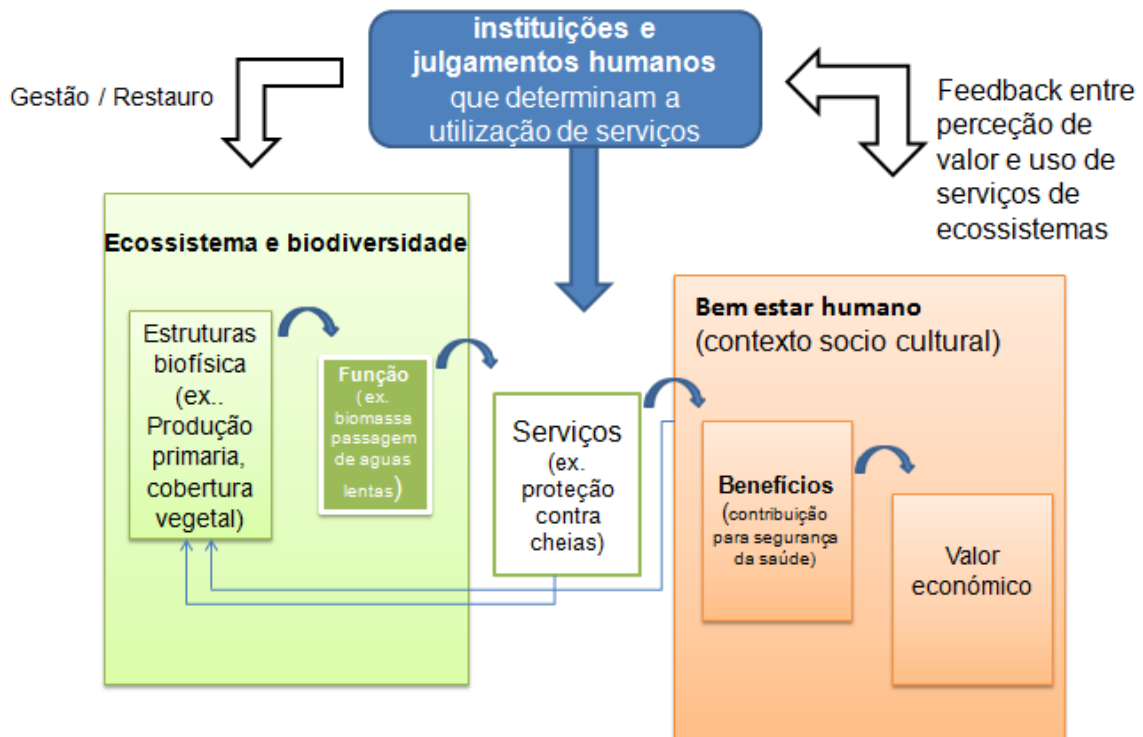 instituições e
julgamentos humanos
que determinam a
utilização de serviços
Gestão / Restauro
Feedback entre
perceção de
valor e uso de
serviços de
ecossistemas
Ecossistema e biodiversidade
Estruturas
biofísica
(ex..
Produção
primaria,
cobertura
vegetal)
Função
( ex.
biomassa
passagem
de aguas
lentas)
Serviços
(ex.
proteção
contra
cheias)
Bem estar humano
(contexto socio cultural)
Benefícios
(contribuição
para segurança
da saúde)
Valor
económico